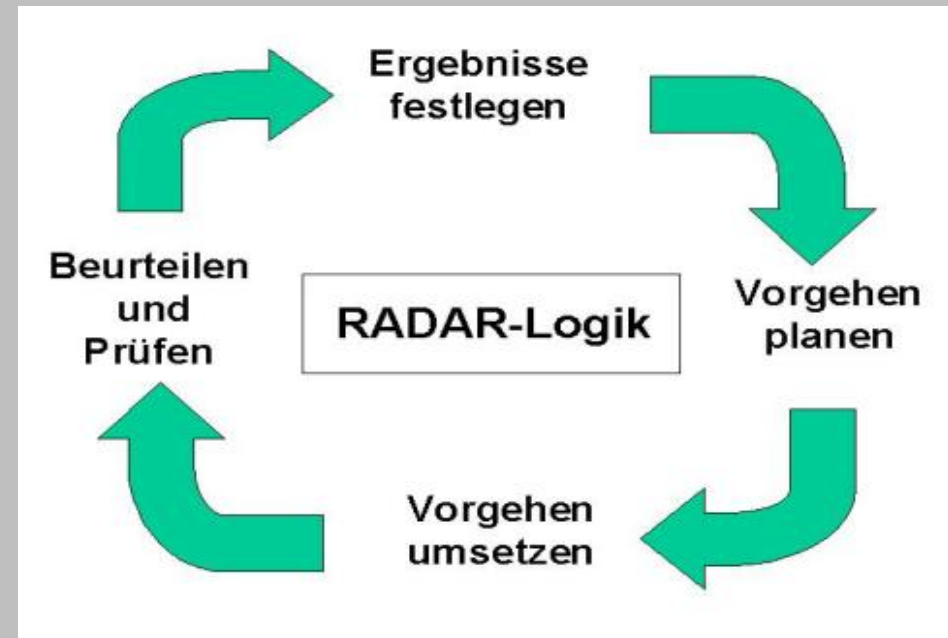 Ergebnisse
festlegen
Vorgehen
planen
Vorgehen
umsetzen
Beurteilen
und
Prüfen
RADAR-Logik